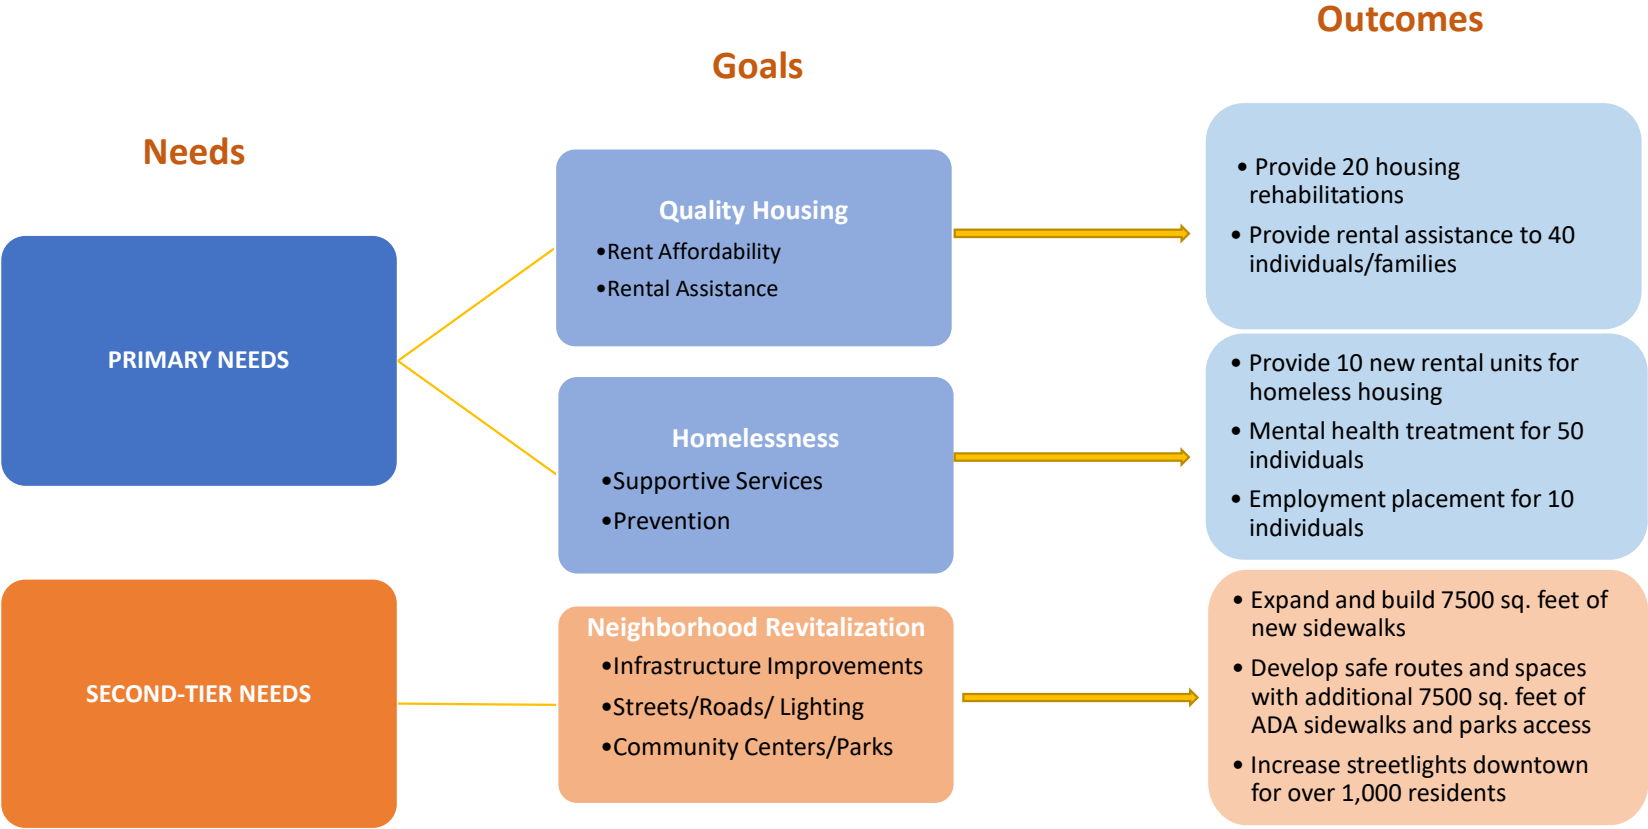 Needs
Goals
Outcomes
PRIMARY NEEDS
Quality Housing
•Rent Affordability
•Rental Assistance
• Provide 20 housing
rehabilitations
• Provide rental assistance to 40
individuals/families
Homelessness
•Supportive Services
•Prevention
• Provide 10 new rental units for
homeless housing
• Mental health treatment for 50
individuals
• Employment placement for 10
individuals
SECOND-TIER NEEDS
Neighborhood Revitalization
•Infrastructure Improvements
•Streets/Roads/ Lighting
•Community Centers/Parks
• Expand and build 7500 sq. feet of
new sidewalks
• Develop safe routes and spaces
with additional 7500 sq. feet of
ADA sidewalks and parks access
• Increase streetlights downtown
for over 1,000 residents